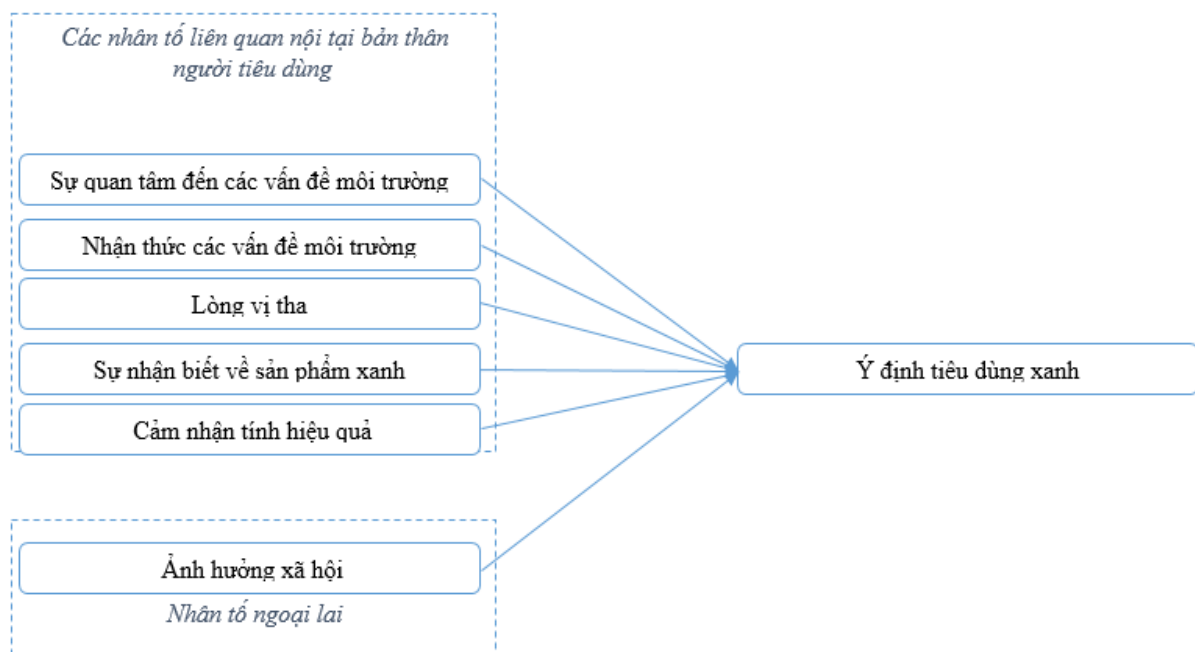 Các nhân tố liên quan nội tại bản thân
người tiêu dùng
Sự quan tâm đến các vấn đề môi trường
Nhận thức các vấn đề môi trường
Lòng vị tha
Sự nhận biết về sản phẩm xanh
Cảm nhận tính hiệu quả
Ý định tiêu dùng xanh
Ảnh hưởng xã hội
Nhân tố ngoại lai